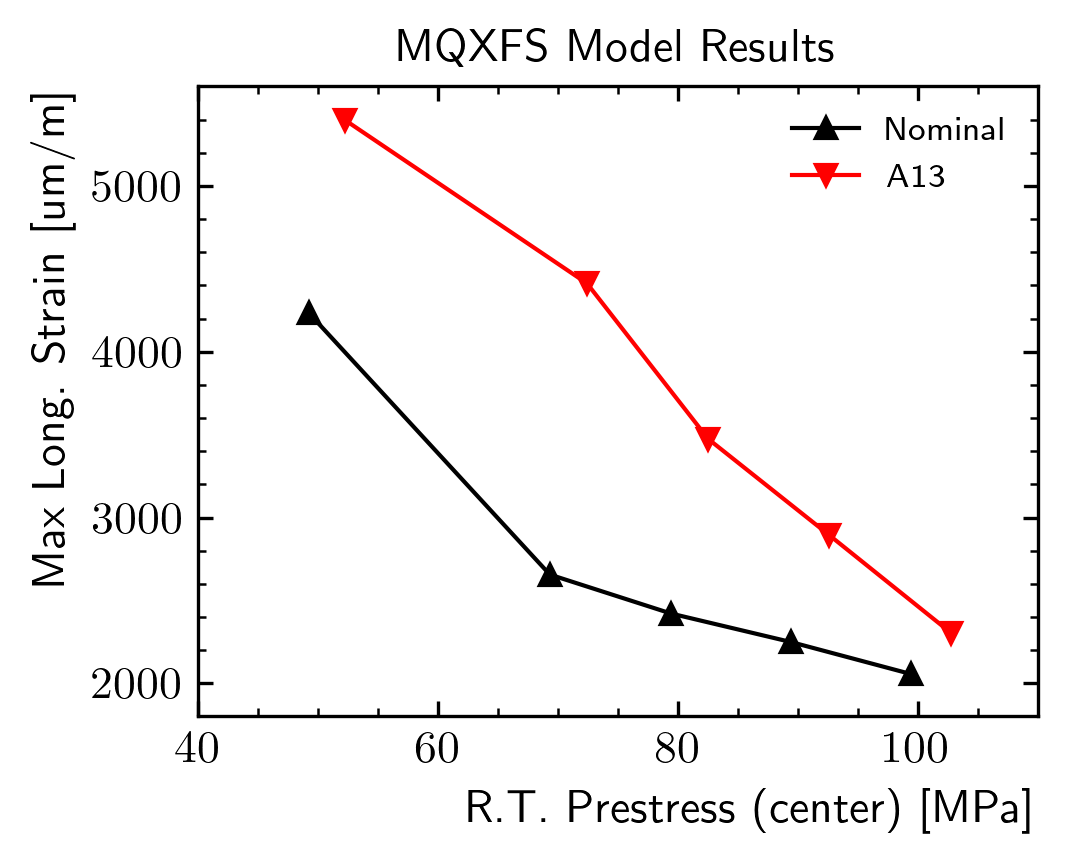 MQXFS Model Results
Nominal
A13
Max Long. Strain [um/m]
5000
4000
3000
2000
40 60 80 100
R.T. Prestress (center) [MPa]